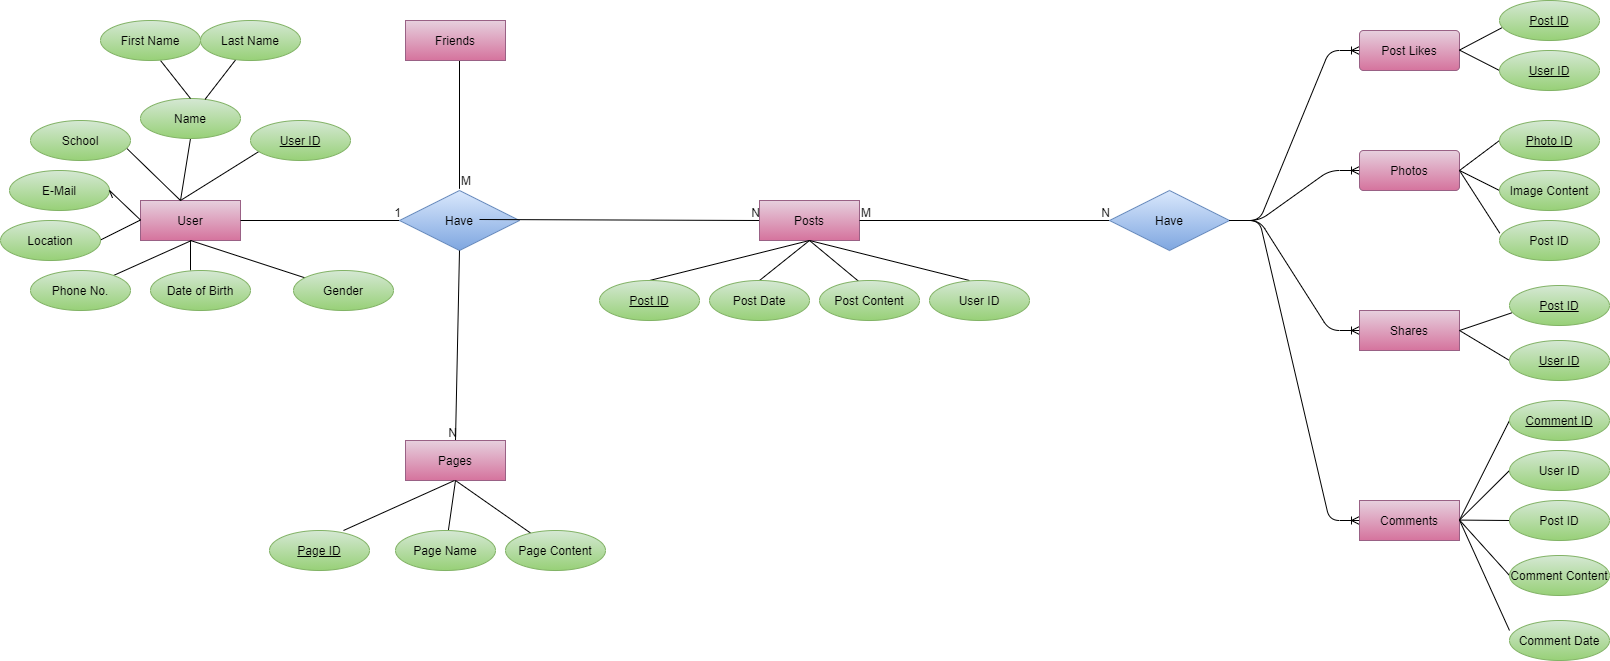 First Name
Last Name
Friends
Name
School
User ID
E-Mail
Location
User
Phone No.
Date of Birth
Gender
1
M
Have
N
N
Posts
M
Post ID
Post Date
Post Content
User ID
Pages
Page ID
Page Name
Page Content
N
Have
Post Likes
Post ID
User ID
Photos
Photo ID
Image Content
Post ID
Shares
Post ID
User ID
Comments
Comment ID
User ID
Post ID
Comment Content
Comment Date